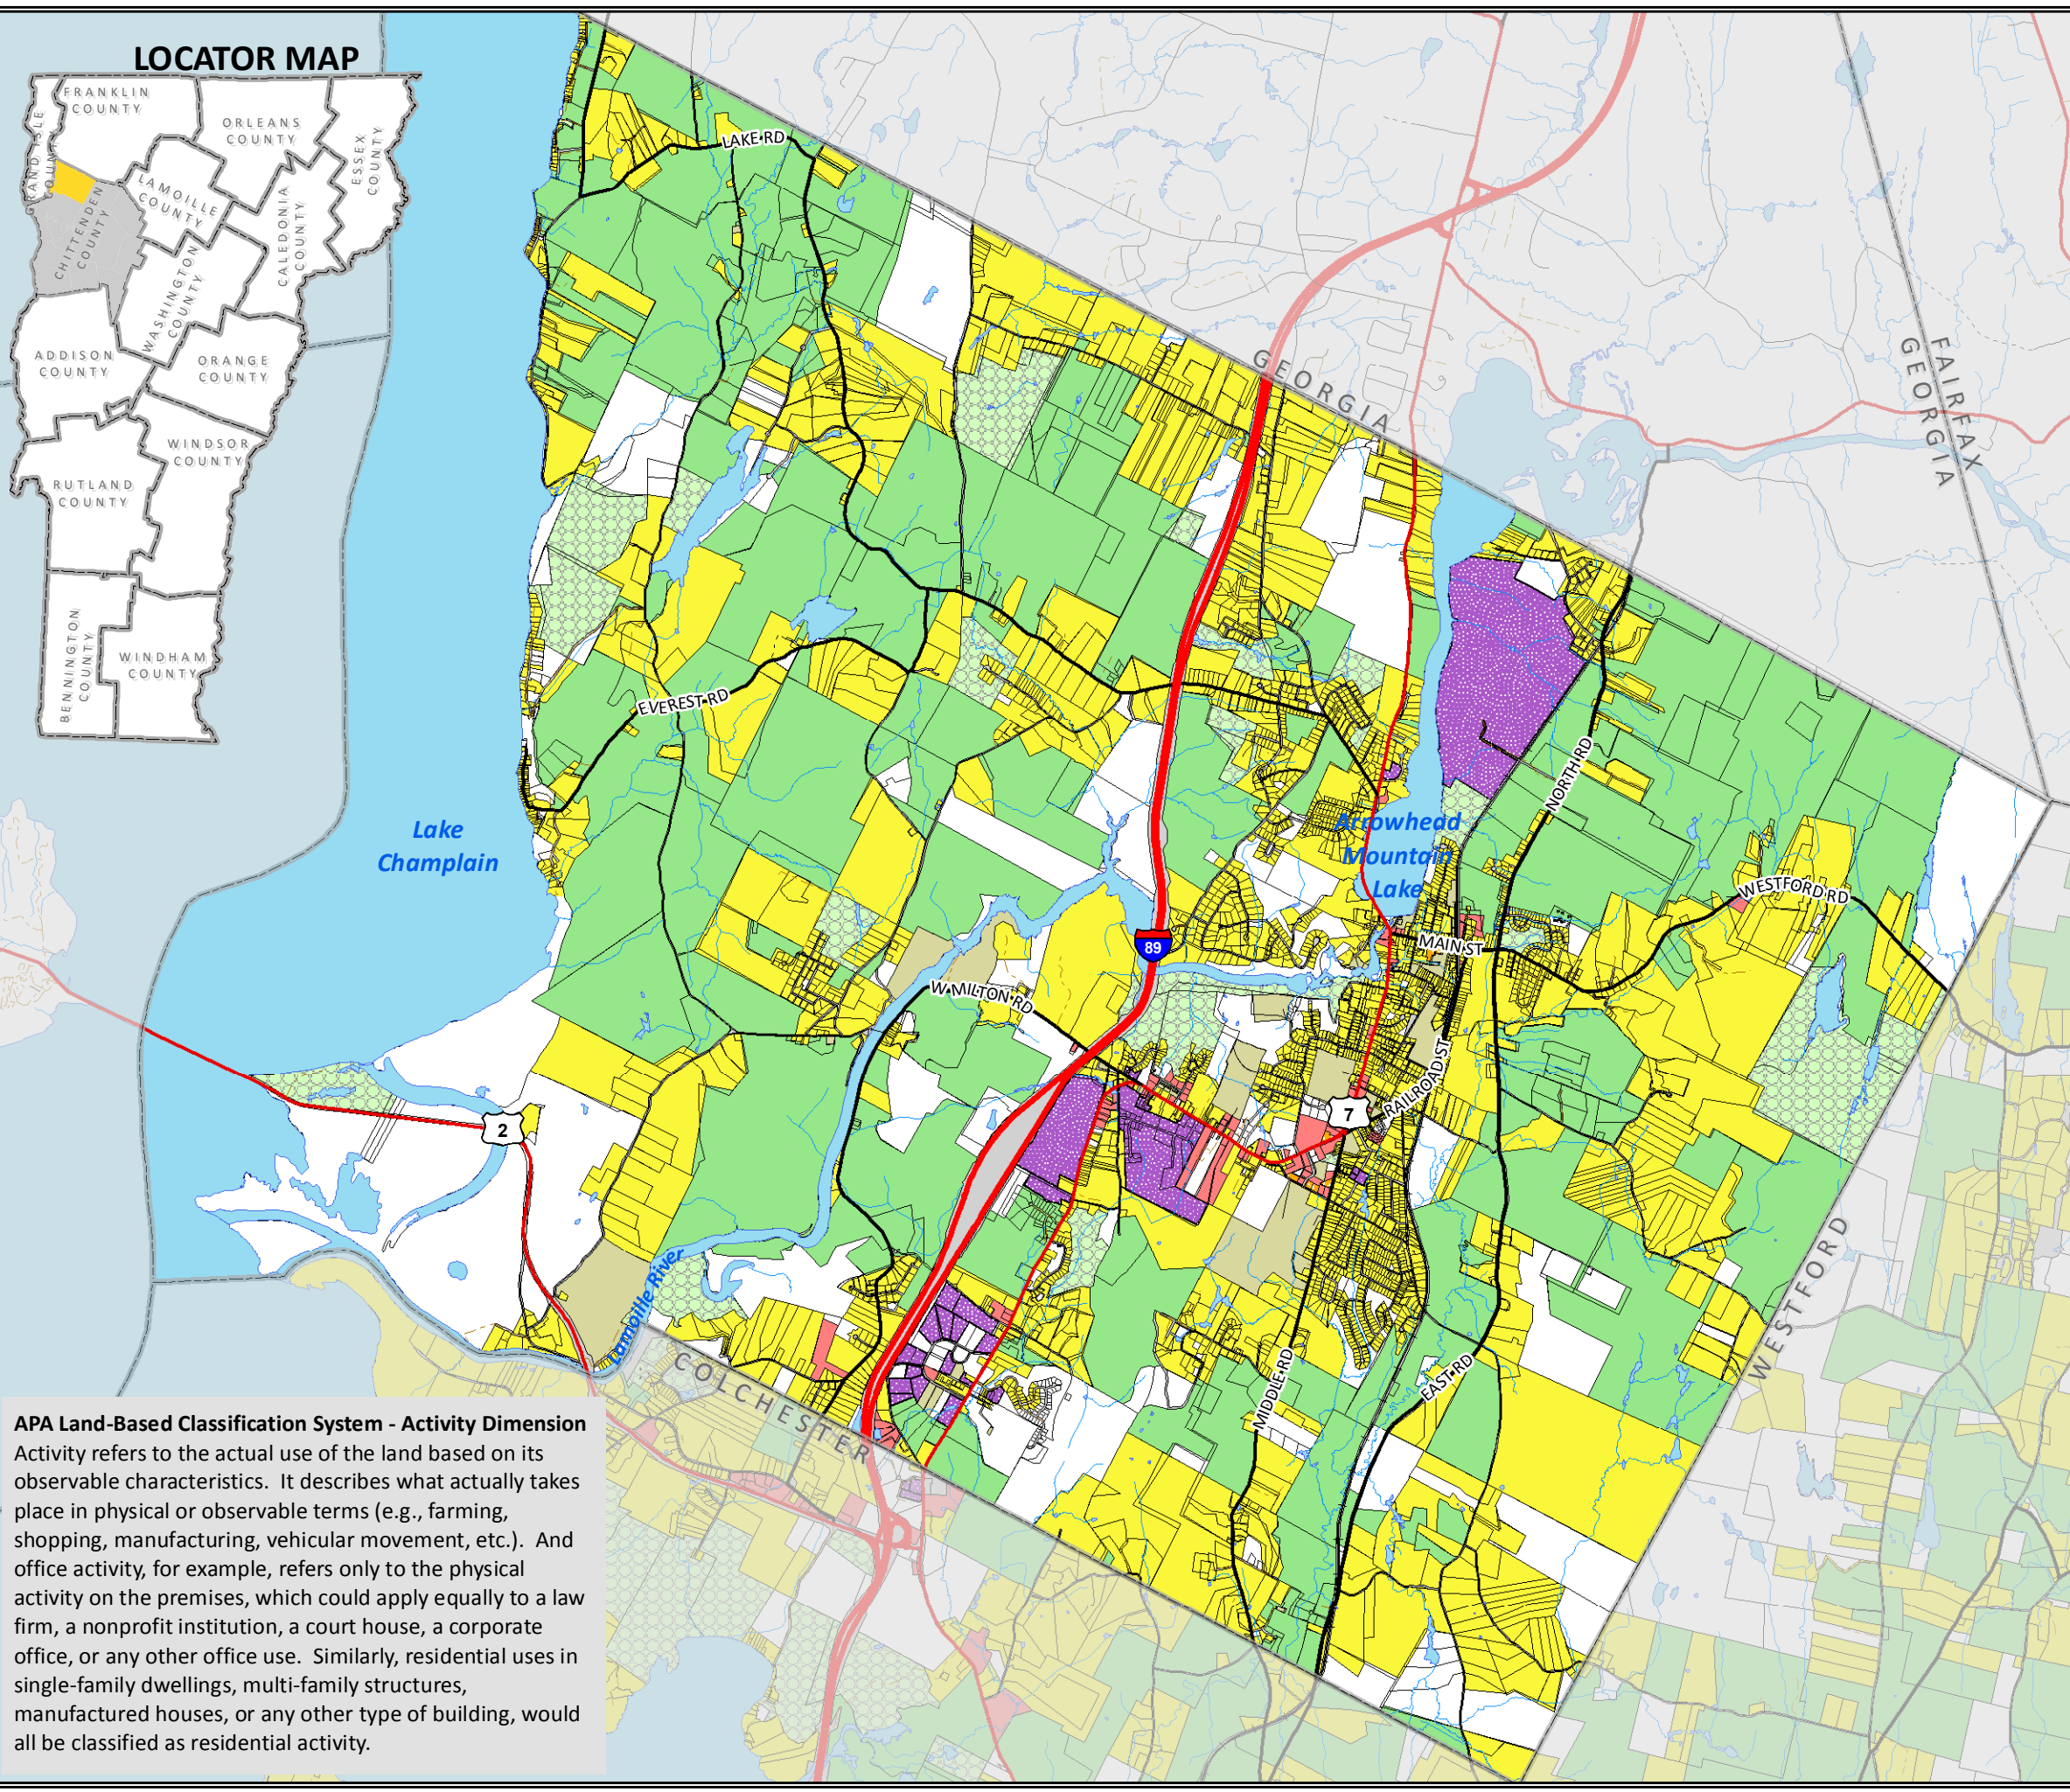 LOCATOR MAP
FRANKLIN
COUNTY
GRAND ISLE
COUNTY
ORLEANS
COUNTY
ESSEX
COUNTY
LAMOILLE
COUNTY
CALEDONIA
COUNTY
CHITTENDEN
COUNTY
WASHINGTON
COUNTY
ADDISON
COUNTY
ORANGE
COUNTY
WINDSOR
COUNTY
RUTLAND
COUNTY
BENNINGTON
COUNTY
WINDHAM
COUNTY
LAKE RD
GEORGIA
FAIRFAX
GEORGIA
EVEREST RD
NORTH RD
Lake
Champlain
Arrowhead
Mountain
Lake
WESTFORD RD
MAIN ST
89
W MILTON RD
RAILROAD ST
7
2
Lamoille River
WESTFORD
COLCHESTER
MIDDLE RD
EAST RD
APA Land-Based Classification System - Activity Dimension
Activity refers to the actual use of the land based on its
observable characteristics.  It describes what actually takes
place in physical or observable terms (e.g., farming,
shopping, manufacturing, vehicular movement, etc.).  And
office activity, for example, refers only to the physical
activity on the premises, which could apply equally to a law
firm, a nonprofit institution, a court house, a corporate
office, or any other office use.  Similarly, residential uses in
single-family dwellings, multi-family structures,
manufactured houses, or any other type of building, would
all be classified as residential activity.